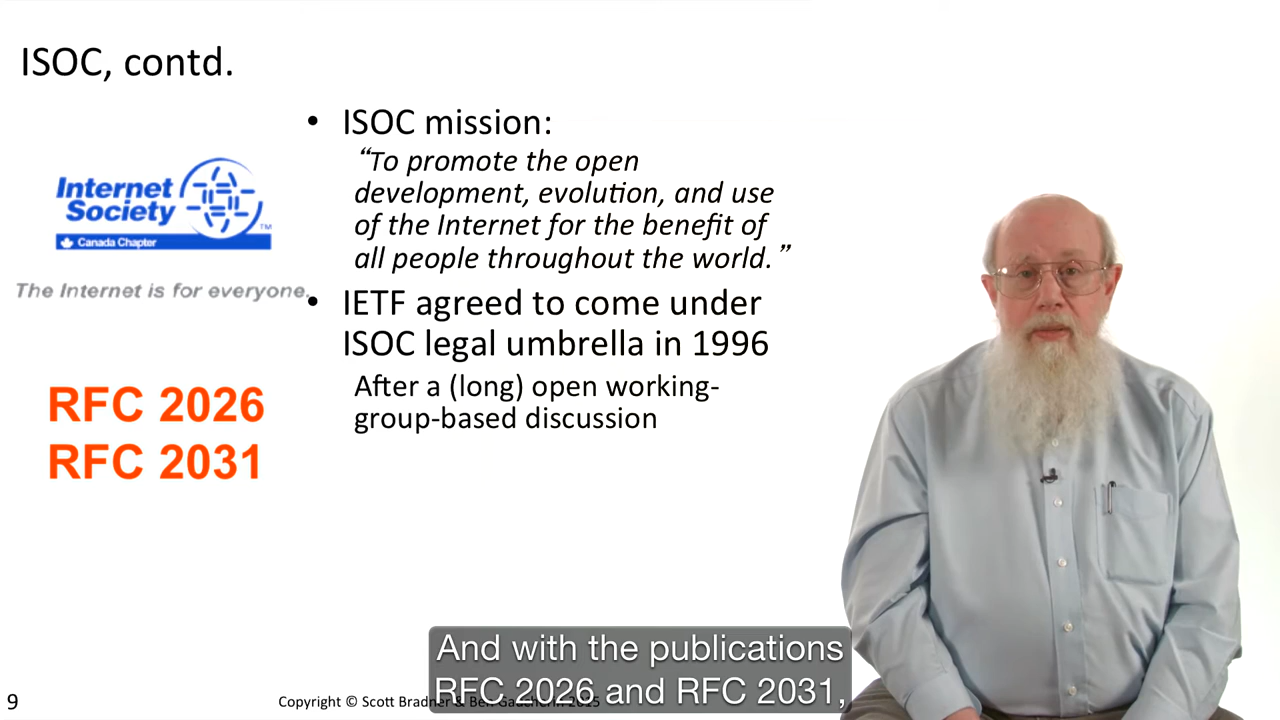 ISOC, contd.
Internet
Society
TM
Canada Chapter
The Internet is for everyone.
RFC 2026
RFC 2031
• ISOC mission:
“To promote the open
development, evolution, and use
of the Internet for the benefit of
all people throughout the world.”
• IETF agreed to come under
ISOC legal umbrella in 1996
After a (long) open working-
group-based discussion
And with the publications
RFC 2026 and RFC 2031,
9
Copyright © Scott Bradner &